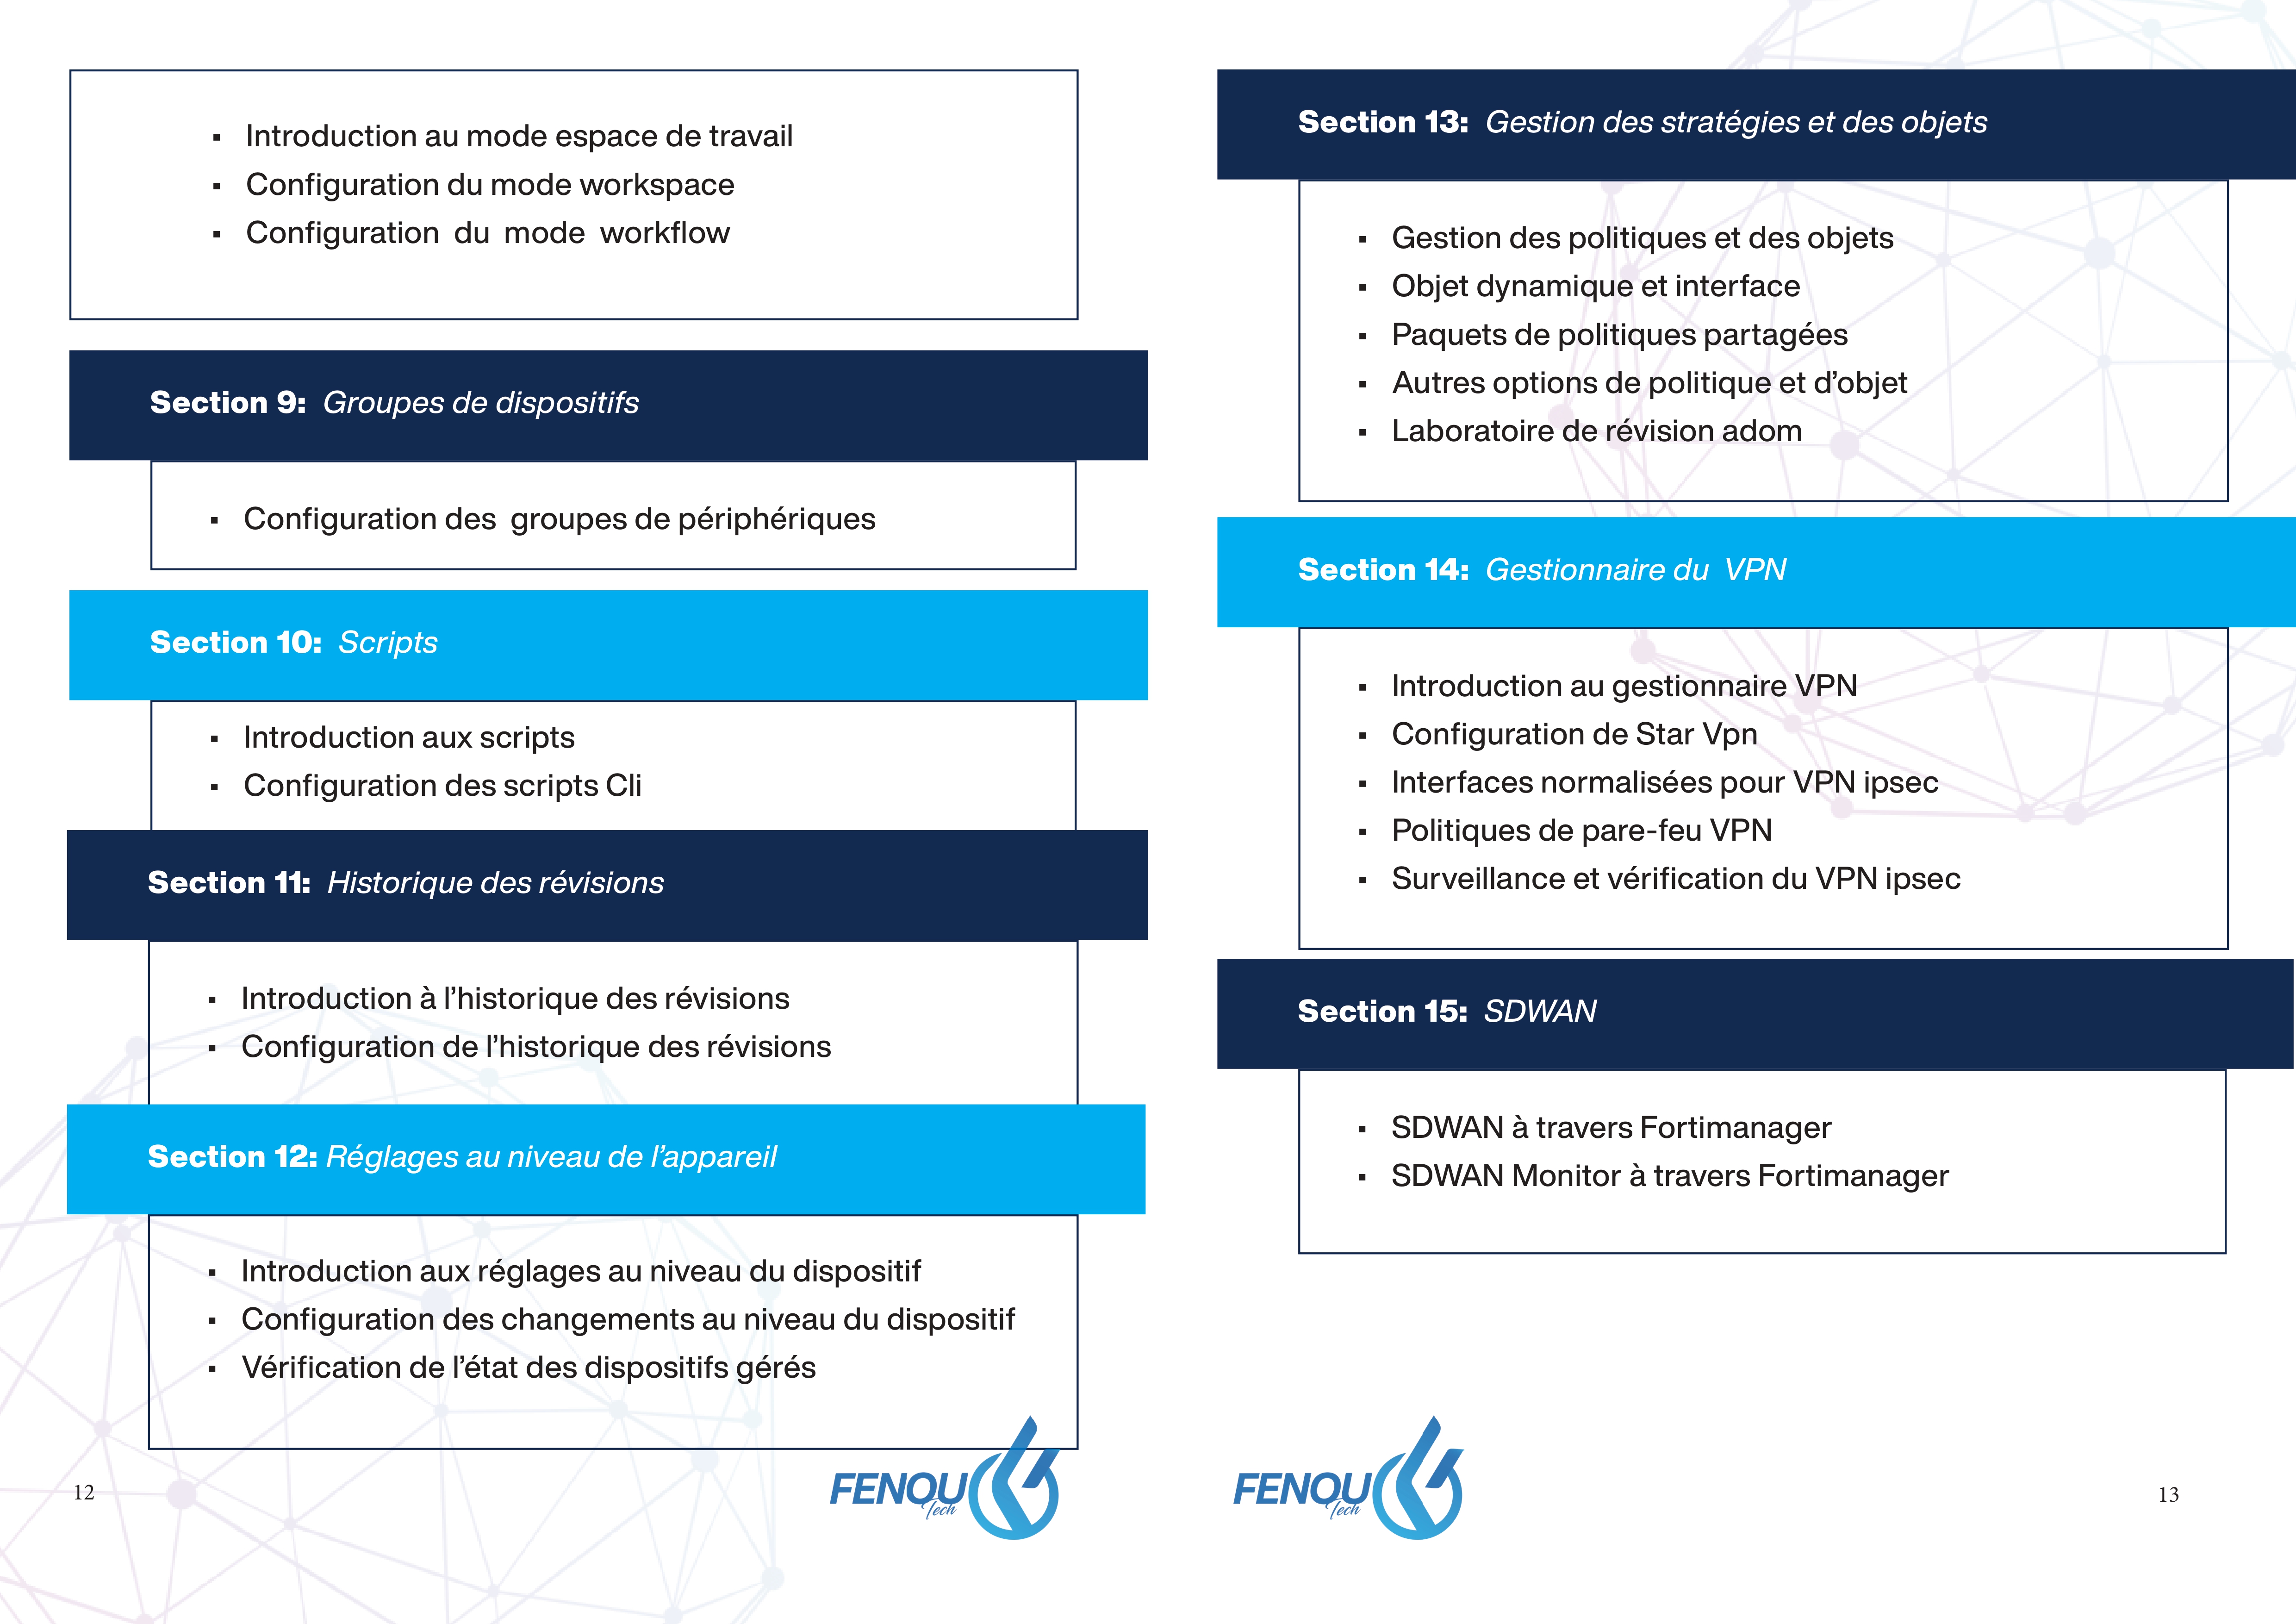 ▪ Introduction au mode espace de travail
▪ Configuration du mode workspace
▪ Configuration du mode workflow
Section 9: Groupes de dispositifs
▪ Configuration des groupes de périphériques
Section 10: Scripts
▪ Introduction aux scripts
▪ Configuration des scripts Cli
Section 11: Historique des révisions
▪ Introduction à l’historique des révisions
▪ Configuration de l’historique des révisions
Section 12: Réglages au niveau de l’appareil
▪ Introduction aux réglages au niveau du dispositif
▪ Configuration des changements au niveau du dispositif
▪ Vérification de l’état des dispositifs gérés
12
FENOU
Tech
Section 13: Gestion des stratégies et des objets
▪ Gestion des politiques et des objets
▪ Objet dynamique et interface
▪ Paquets de politiques partagées
▪ Autres options de politique et d’objet
▪ Laboratoire de révision adom
Section 14: Gestionnaire du VPN
▪ Introduction au gestionnaire VPN
▪ Configuration de Star Vpn
▪ Interfaces normalisées pour VPN ipsec
▪ Politiques de pare-feu VPN
▪ Surveillance et vérification du VPN ipsec
Section 15: SDWAN
▪ SDWAN à travers Fortimanager
▪ SDWAN Monitor à travers Fortimanager
FENOU
Tech
13